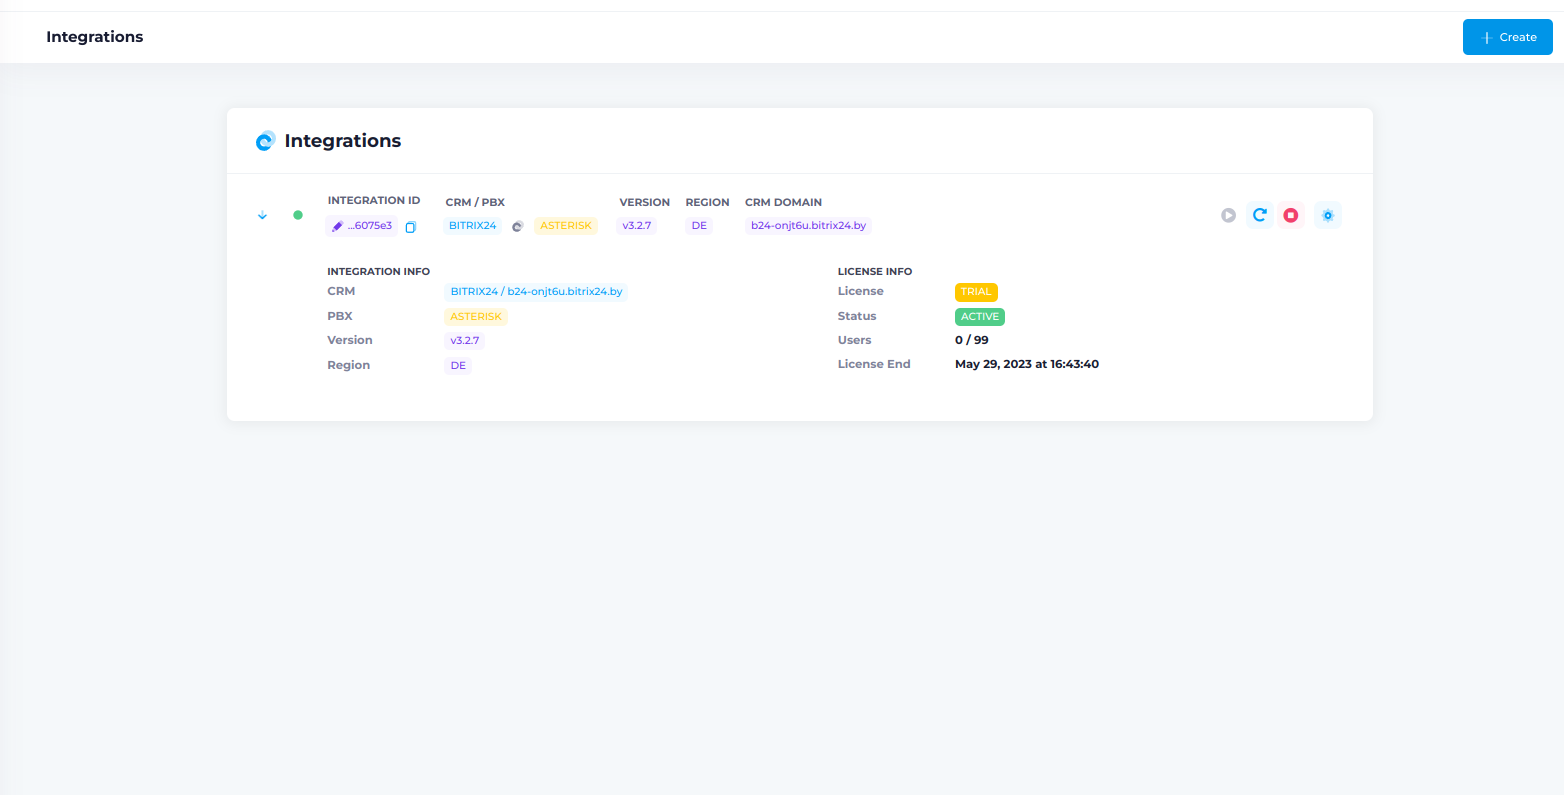 Integrations
Create
Integrations
INTEGRATION ID CRM / PBX VERSION REGION CRM DOMAIN
...6075e3 BITRIX24 ASTERISK v3.2.7 DE b24-onjt6u.bitrix24.by
INTEGRATION INFO
CRM BITRIX24 / b24-onjt6u.bitrix24.by
PBX ASTERISK
Version v3.2.7
Region DE
LICENSE INFO
License TRIAL
Status ACTIVE
Users 0 / 99
License End May 29, 2023 at 16:43:40